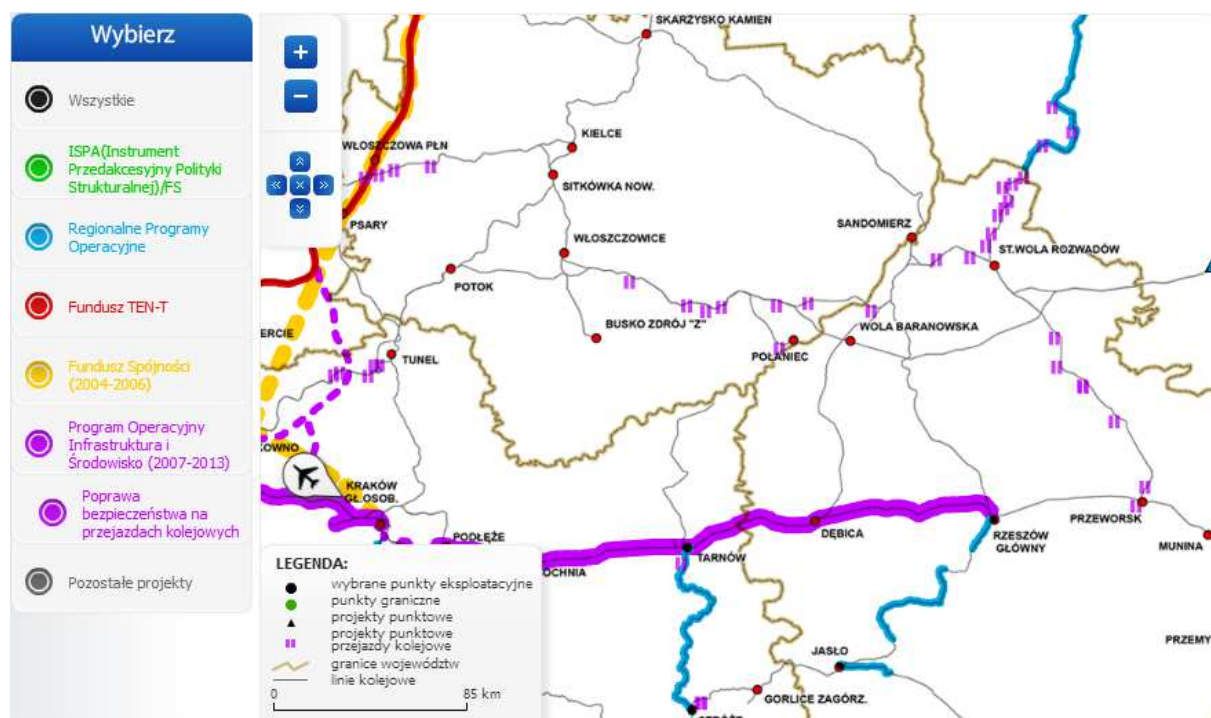 Wybierz
Wszystkie
ISPA(Instrument
Przedakcesyjny Polityki
Strukturalnej)/FS
Regionalne Programy
Operacyjne
Fundusz TEN-T
Fundusz Spójności
(2004-2006)
Program Operacyjny
Infrastruktura i
Środowisko (2007-2013)
Poprawa
bezpieczeństwa na
przejazdach kolejowych
Pozostałe projekty
SKARŻYSKO KAMIEN
KIELCE
WŁOSZCZOWA PŁN
SITKÓWKA NOW.
PSARY
SANDOMIERZ
WŁOSZCZOWICE
ST.WOLA ROZWADÓW
POTOK
BUSKO ZDRÓJ "Z"
WOLA BARANOWSKA
ERCIE
TUNEL
POŁANIEC
KOWNO
KRAKÓW
GŁ.OSOB.
PODŁĘŻE
OCHNIA
TARNÓW
DĘBICA
RZESZÓW
GŁÓWNY
PRZEWORSK
MUNINA
JASŁO
PRZEMY
GORLICE ZAGÓRZ.
LEGENDA:
wybrane punkty eksploatacyjne
punkty graniczne
projekty punktowe
projekty punktowe
przejazdy kolejowe
granice województw
linie kolejowe
0 85 km